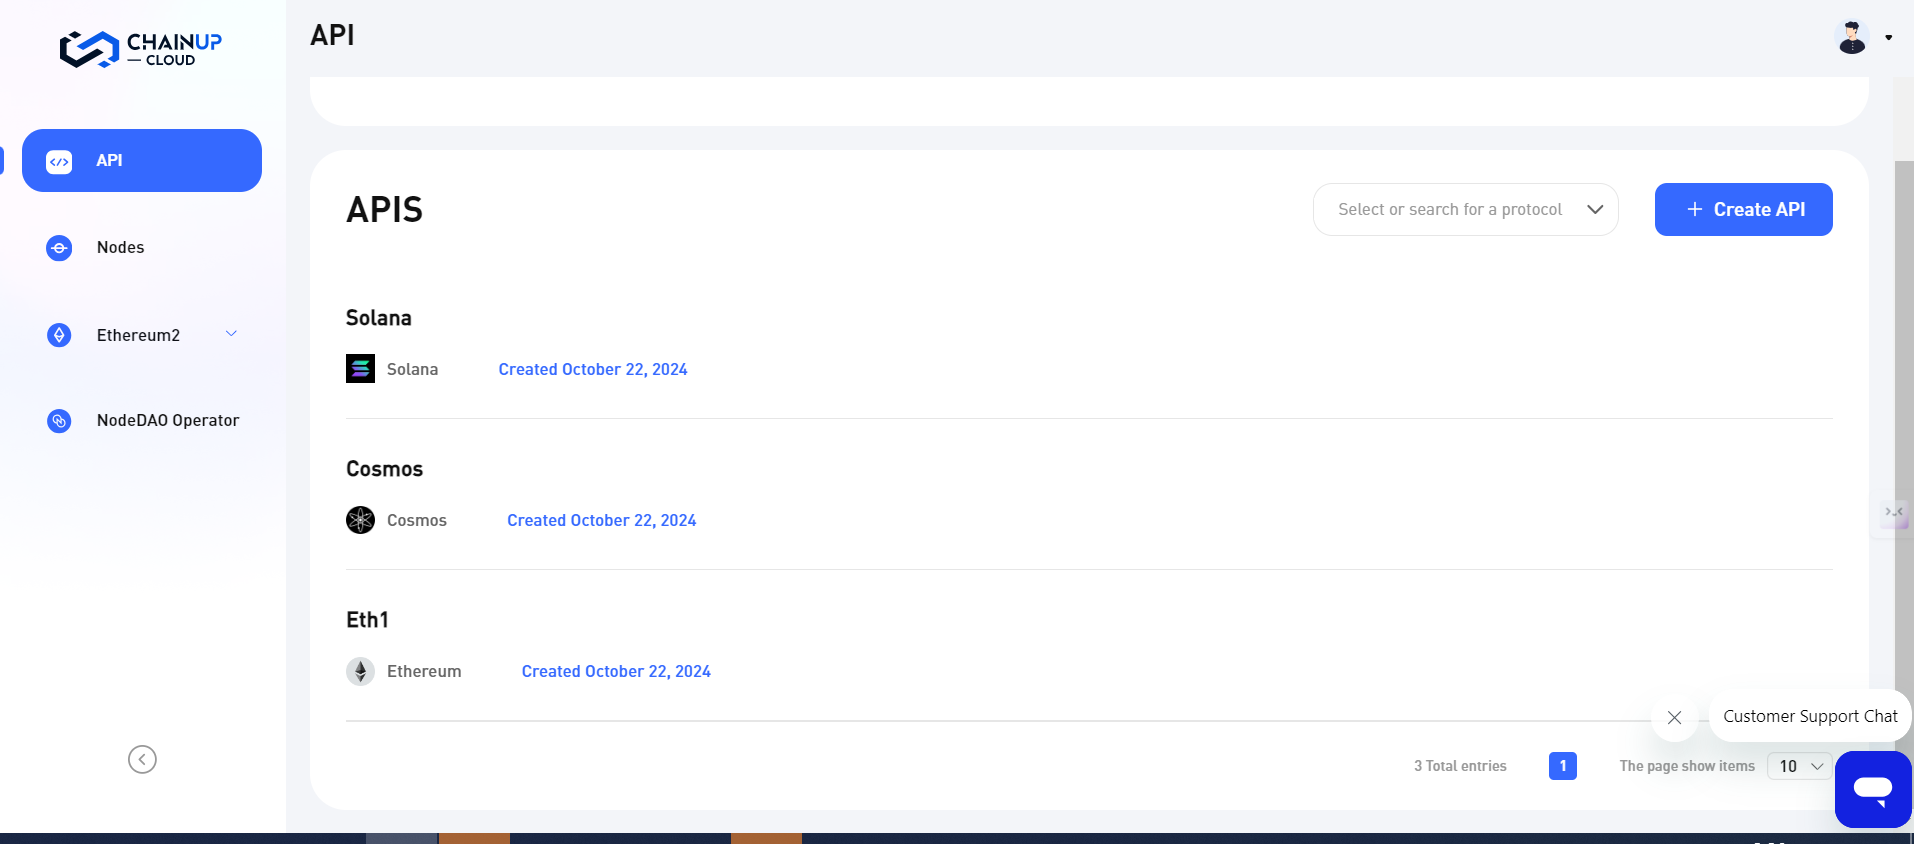 CHAINUP
CLOUD
API
API
Nodes
Ethereum2
NodeDAO Operator
APIS
Select or search for a protocol
+ Create API
Solana
Solana Created October 22, 2024
Cosmos
Cosmos Created October 22, 2024
Eth1
Ethereum Created October 22, 2024
Customer Support Chat
3 Total entries 1 The page show items 10